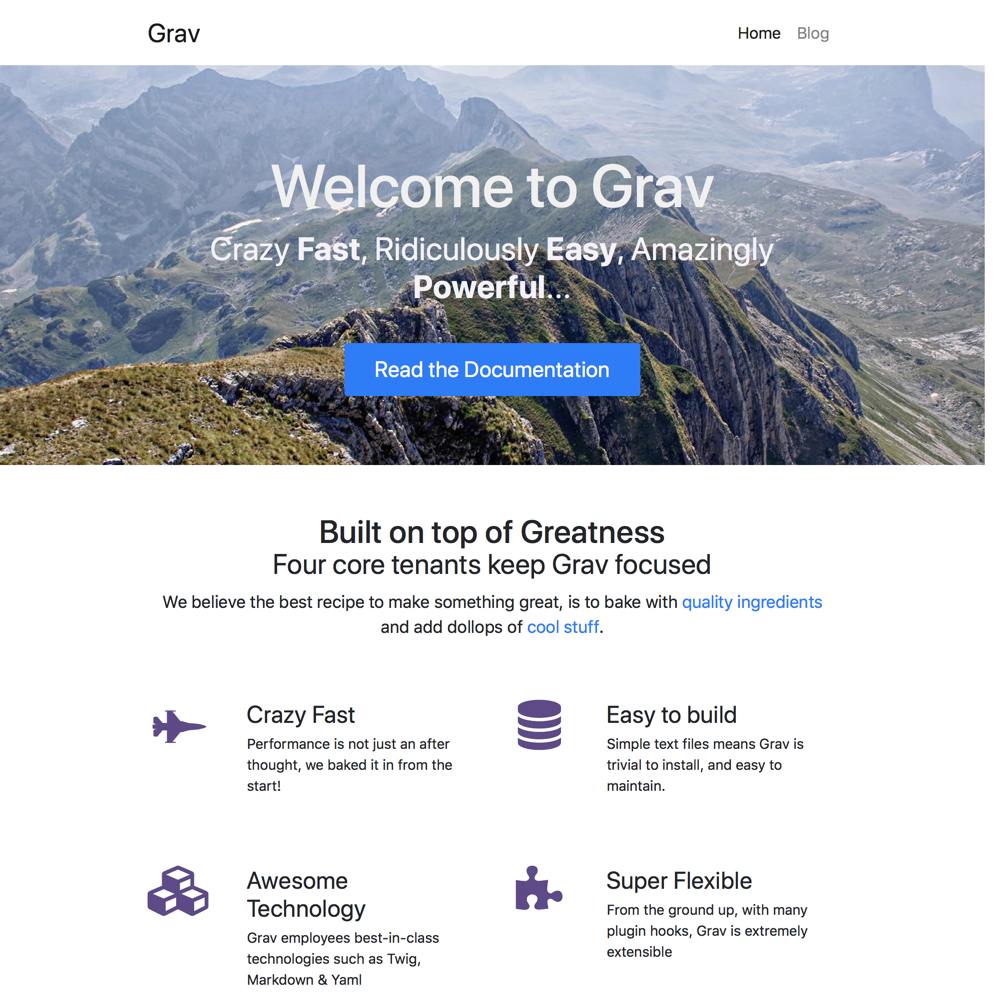 Grav
Home Blog
Welcome to Grav
Crazy Fast, Ridiculously Easy, Amazingly
Powerful...
Read the Documentation
Built on top of Greatness
Four core tenants keep Grav focused
We believe the best recipe to make something great, is to bake with quality ingredients
and add dollops of cool stuff.
Crazy Fast
Performance is not just an after
thought, we baked it in from the
start!
Easy to build
Simple text files means Grav is
trivial to install, and easy to
maintain.
Awesome
Technology
Grav employees best-in-class
technologies such as Twig,
Markdown & Yaml
Super Flexible
From the ground up, with many
plugin hooks, Grav is extremely
extensible